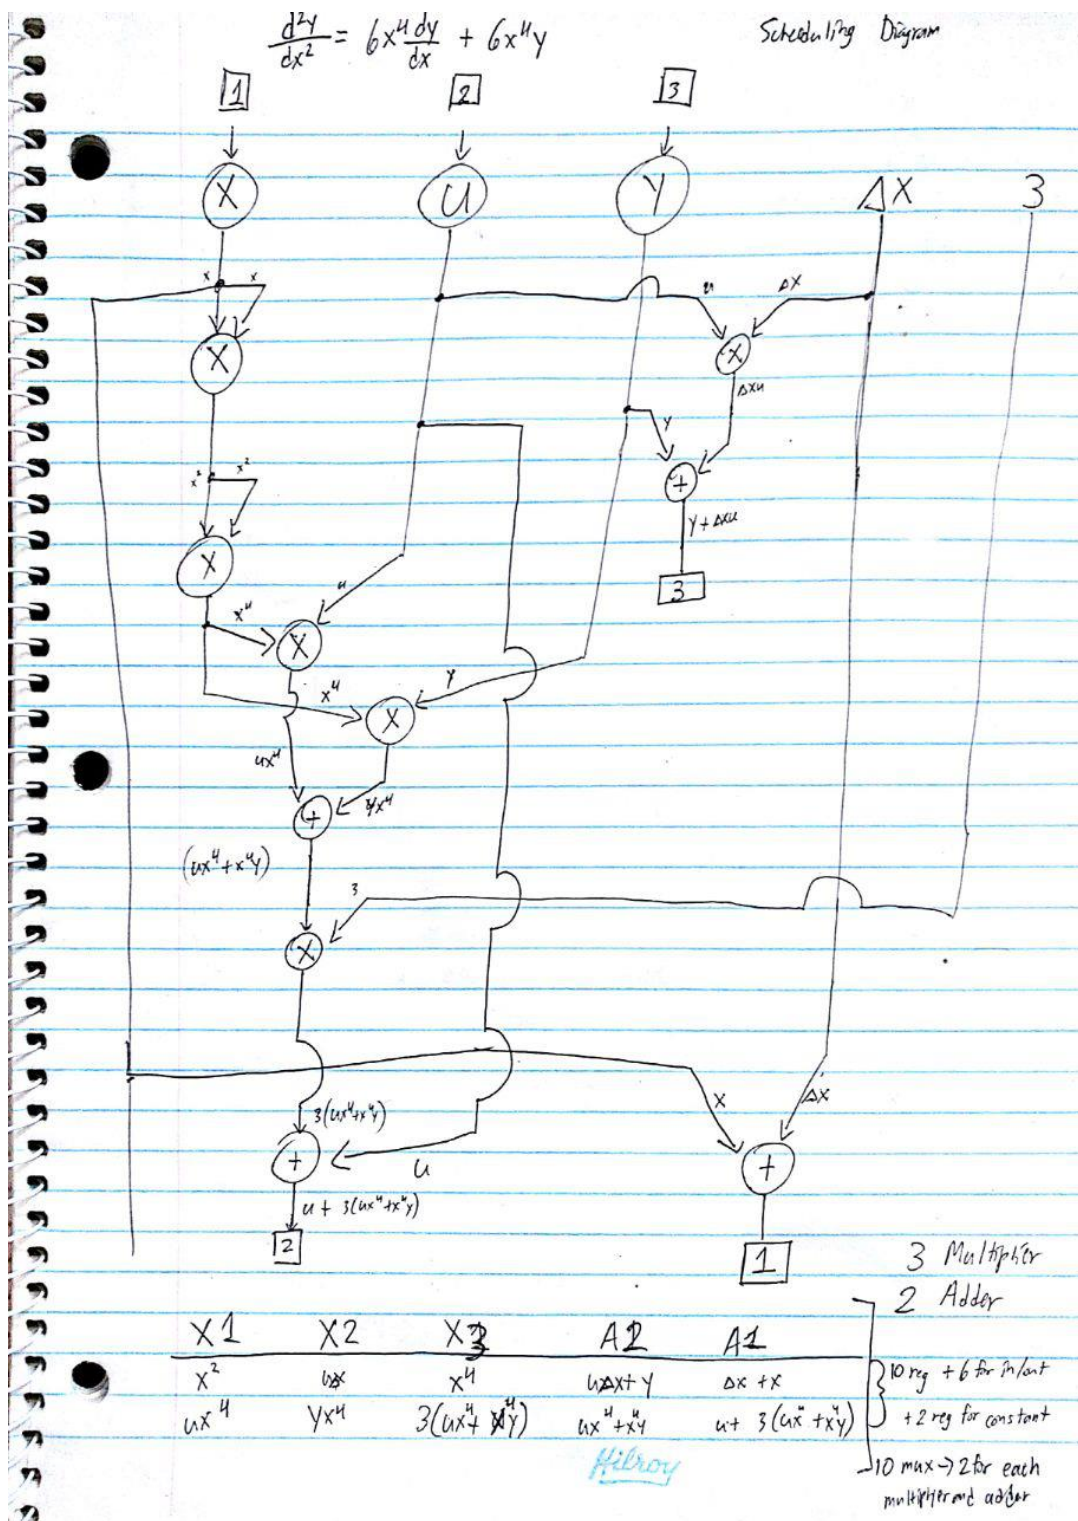 d²y/dx² = 6x⁴ dy/dx + 6x⁴y
Scheduling Diagram
1 2 3
X U Y ΔX 3
x x
u ΔX
X
X
ΔXu
y
x² x²
+
y + ΔXu
X
3
u
x⁴
X
y
x⁴
X
ux⁴
yx⁴
+
(ux⁴+x⁴y)
3
X
x ΔX
3(ux⁴+x⁴y)
+ u +
u + 3(ux⁴+x⁴y)
2 1
3 Multiplier
2 Adder
X1 X2 X3 A2 A1
x² uΔx x⁴ uΔx+y Δx+x
10 reg + 6 for in/out
ux⁴ yx⁴ 3(ux⁴+x⁴y) ux⁴+x⁴y u+ 3(ux⁴+x⁴y)
+2 reg for constant
Hilroy
10 mux → 2 for each
multiplier and adder